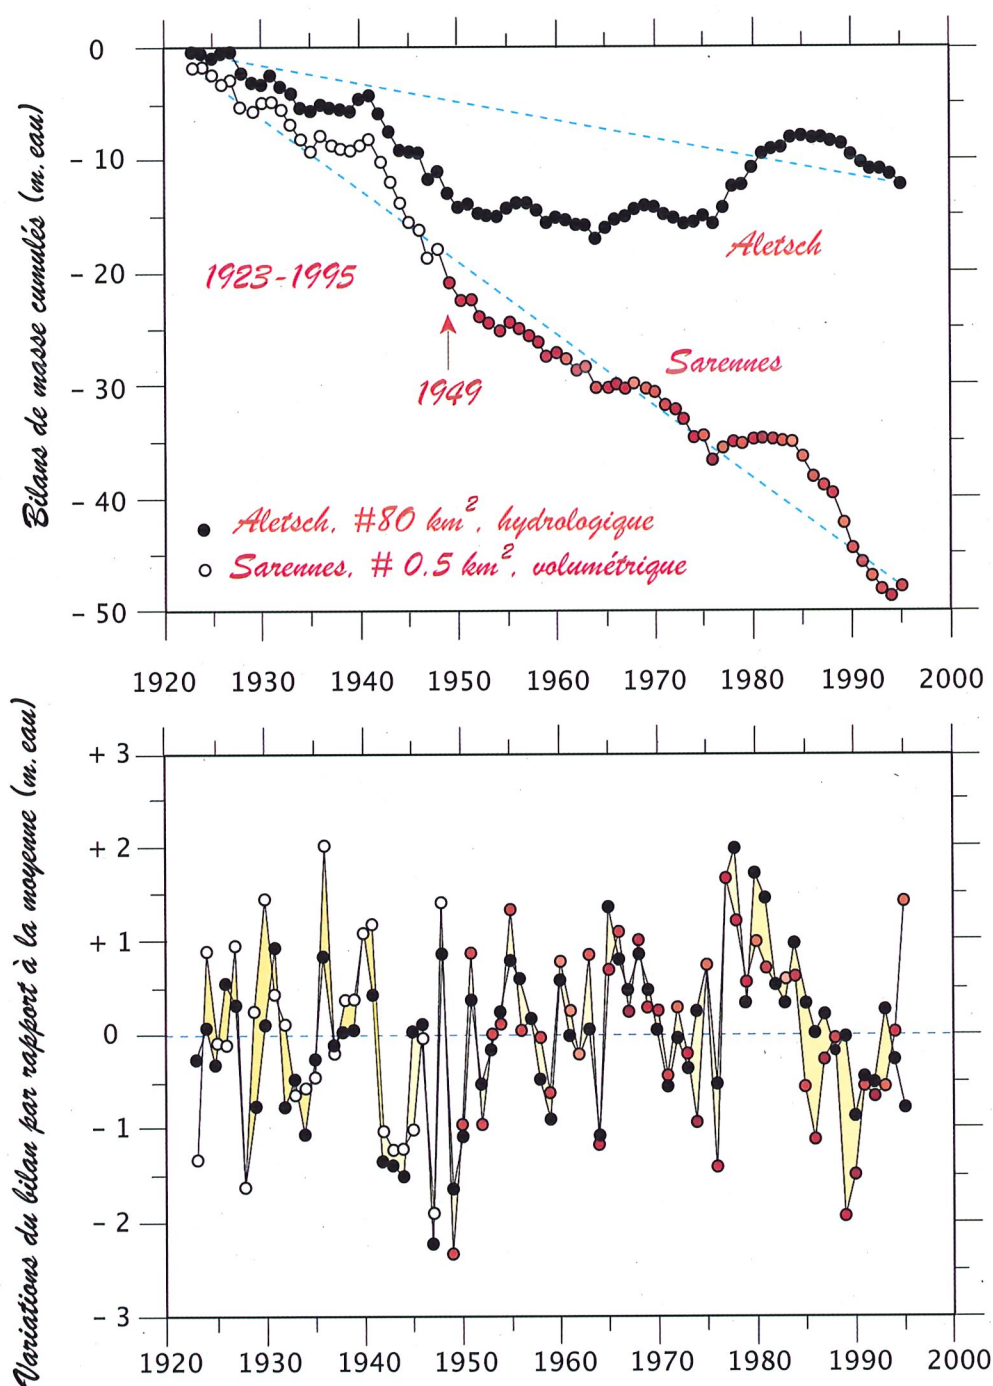 Bilans de masse cumulés (m. eau)
0
- 10
- 20
- 30
- 40
- 50
Aletsch
1923-1995
Sarennes
1949
Aletsch, #80 km², hydrologique
Sarennes, # 0.5 km², volumétrique
1920 1930 1940 1950 1960 1970 1980 1990 2000
Variations du bilan par rapport à la moyenne (m. eau)
+ 3
+ 2
+ 1
0
- 1
- 2
- 3
1920 1930 1940 1950 1960 1970 1980 1990 2000